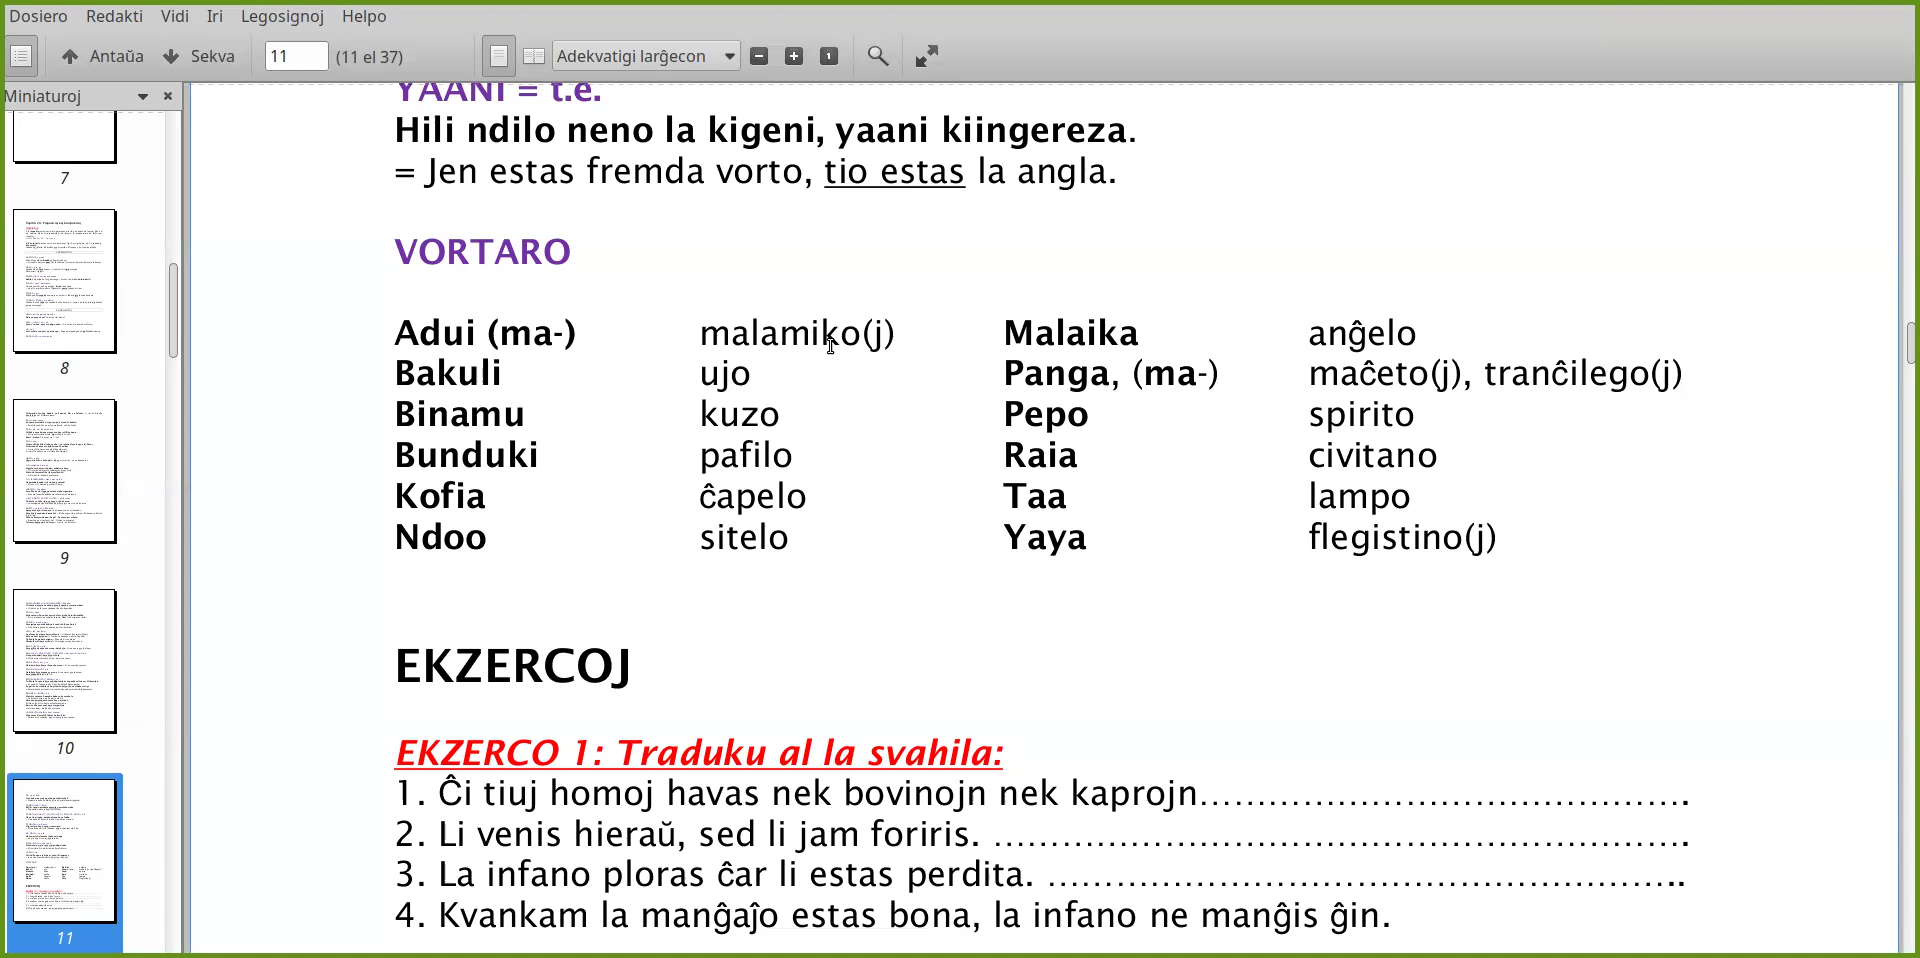 Dosiero Redakti Vidi Iri Legosignoj Helpo
Antaŭa Sekva 11 (11 el 37) Adekvatigi larĝecon
Miniaturoj
7
8
9
10
11
YAANI = t.e.
Hili ndilo neno la kigeni, yaani kiingereza.
= Jen estas fremda vorto, tio estas la angla.
VORTARO
Adui (ma-) malamiko(j) Malaika anĝelo
Bakuli ujo Panga, (ma-) maĉeto(j), tranĉilego(j)
Binamu kuzo Pepo spirito
Bunduki pafilo Raia civitano
Kofia ĉapelo Taa lampo
Ndoo sitelo Yaya flegistino(j)
EKZERCOJ
EKZERCO 1: Traduku al la svahila:
1. Ĉi tiuj homoj havas nek bovinojn nek kaprojn……………………………………………….
2. Li venis hieraŭ, sed li jam foriris. ……………………………………………………………………….
3. La infano ploras ĉar li estas perdita. ………………………………………………………………..
4. Kvankam la manĝaĵo estas bona, la infano ne manĝis ĝin.